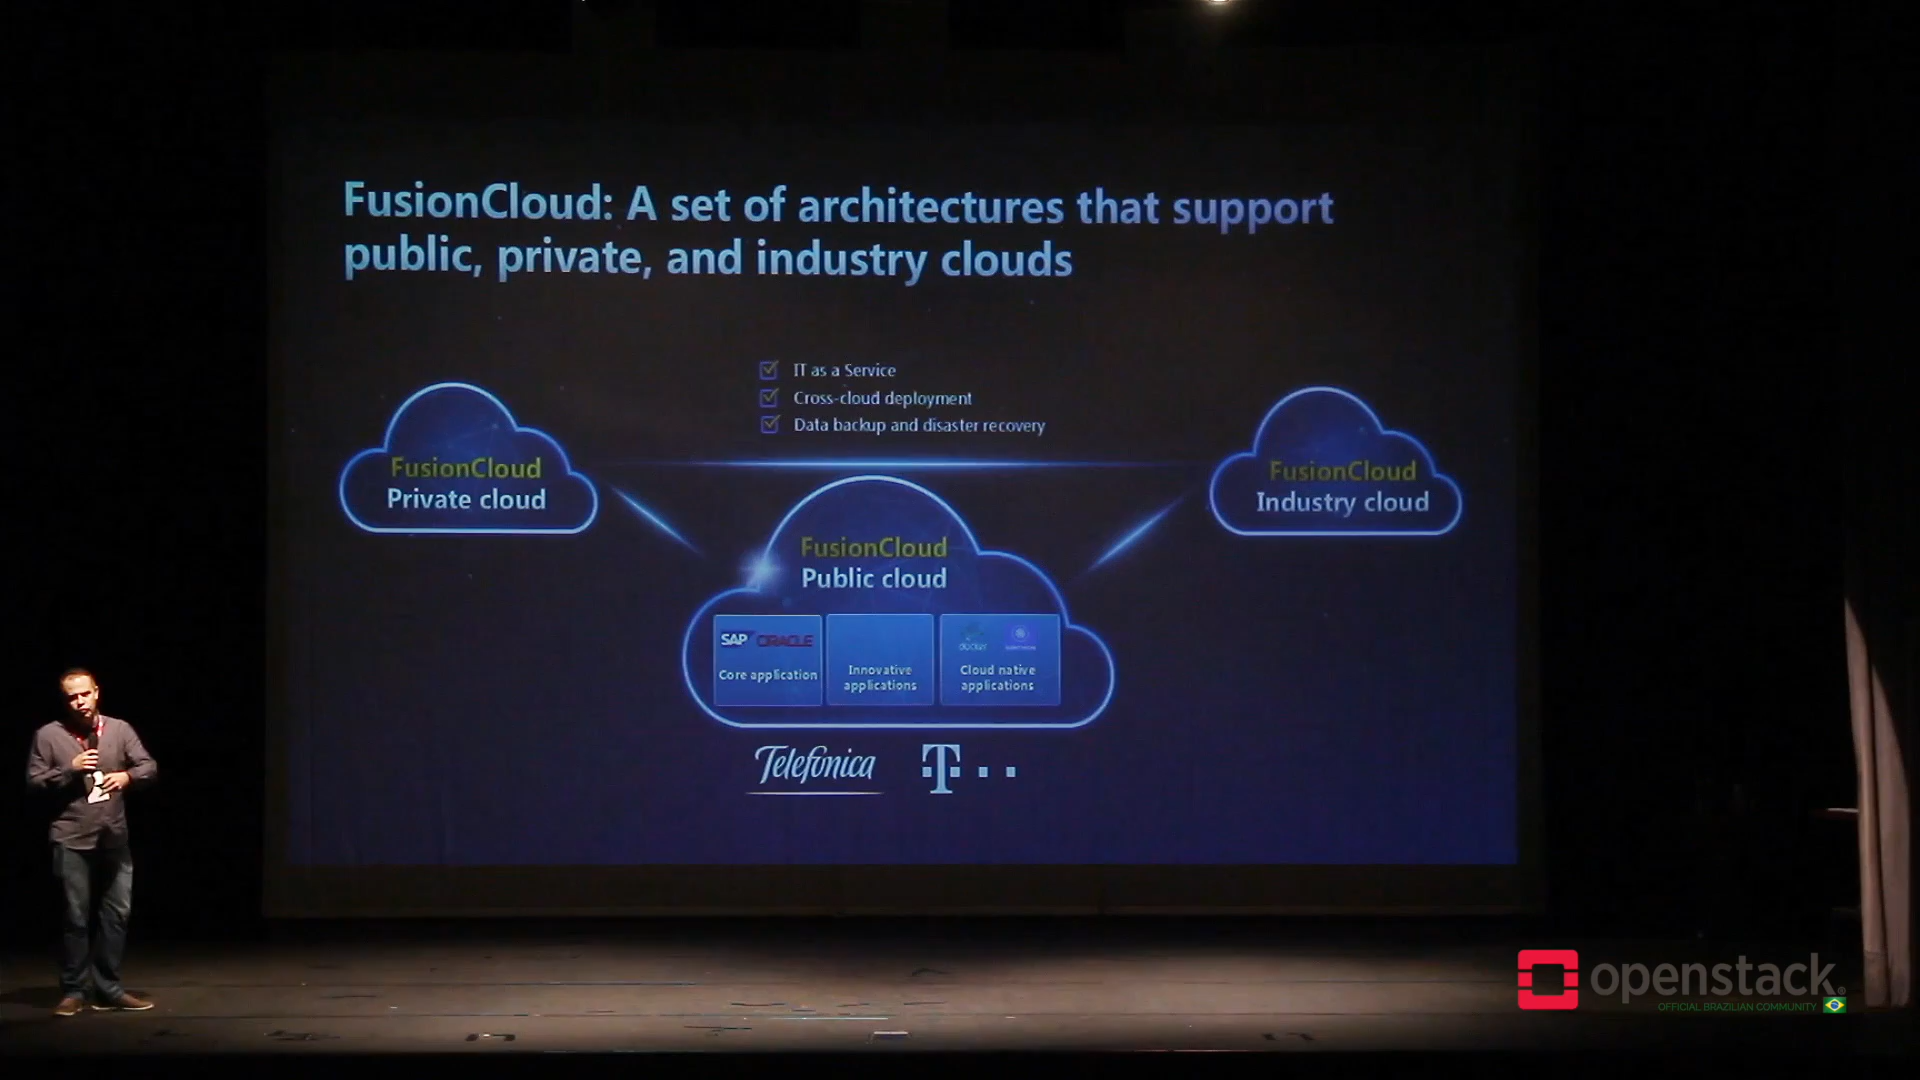 FusionCloud: A set of architectures that support
public, private, and industry clouds
IT as a Service
Cross-cloud deployment
Data backup and disaster recovery
FusionCloud
Private cloud
FusionCloud
Industry cloud
FusionCloud
Public cloud
SAP ORACLE
Core application
Innovative
applications
docker
Cloud native
applications
Telefónica
T
openstack®
OFFICIAL BRAZILIAN COMMUNITY